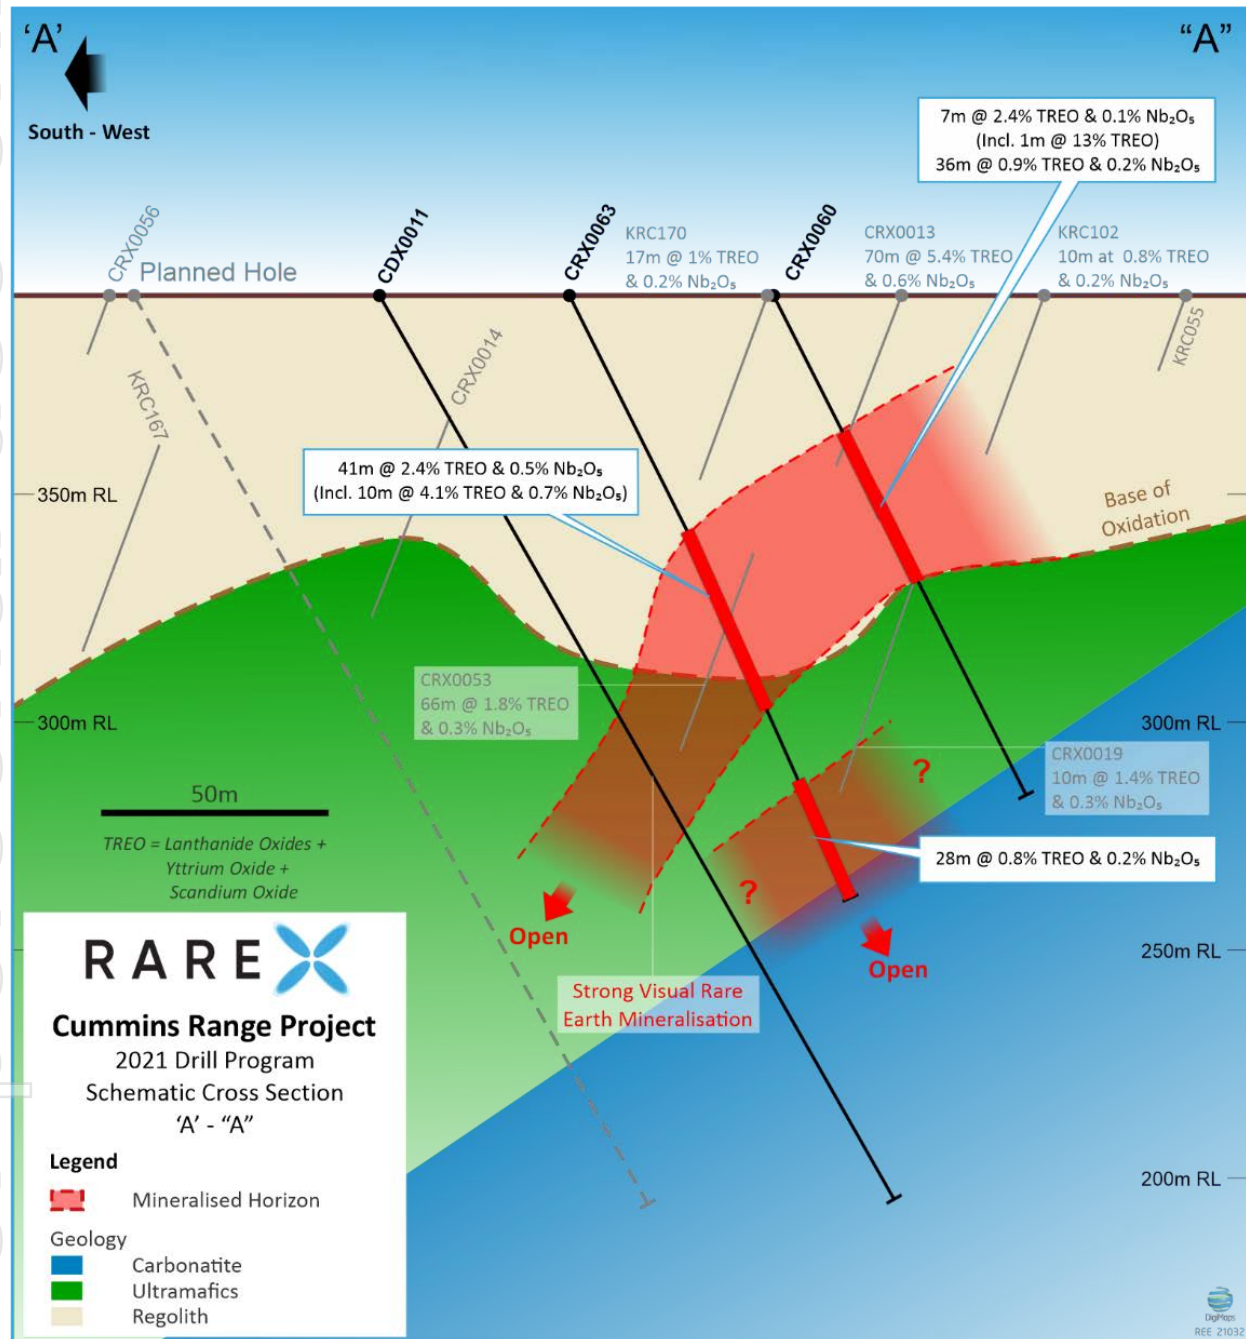 ‘A’
“A”
South - West
7m @ 2.4% TREO & 0.1% Nb₂O₅
(Incl. 1m @ 13% TREO)
36m @ 0.9% TREO & 0.2% Nb₂O₅
CRX0056
Planned Hole
CDX0011
CRX0063
KRC170
17m @ 1% TREO
& 0.2% Nb₂O₅
CRX0060
CRX0013
70m @ 5.4% TREO
& 0.6% Nb₂O₅
KRC102
10m at 0.8% TREO
& 0.2% Nb₂O₅
KRC055
CRX0014
KRC167
41m @ 2.4% TREO & 0.5% Nb₂O₅
(Incl. 10m @ 4.1% TREO & 0.7% Nb₂O₅)
350m RL
Base of
Oxidation
CRX0053
66m @ 1.8% TREO
& 0.3% Nb₂O₅
300m RL
300m RL
CRX0019
10m @ 1.4% TREO
& 0.3% Nb₂O₅
?
50m
TREO = Lanthanide Oxides +
Yttrium Oxide +
Scandium Oxide
28m @ 0.8% TREO & 0.2% Nb₂O₅
?
Open
Open
250m RL
Strong Visual Rare
Earth Mineralisation
200m RL
RAREX
Cummins Range Project
2021 Drill Program
Schematic Cross Section
‘A’ - “A”
Legend
Mineralised Horizon
Geology
Carbonatite
Ultramafics
Regolith
DigMaps
REE 21032